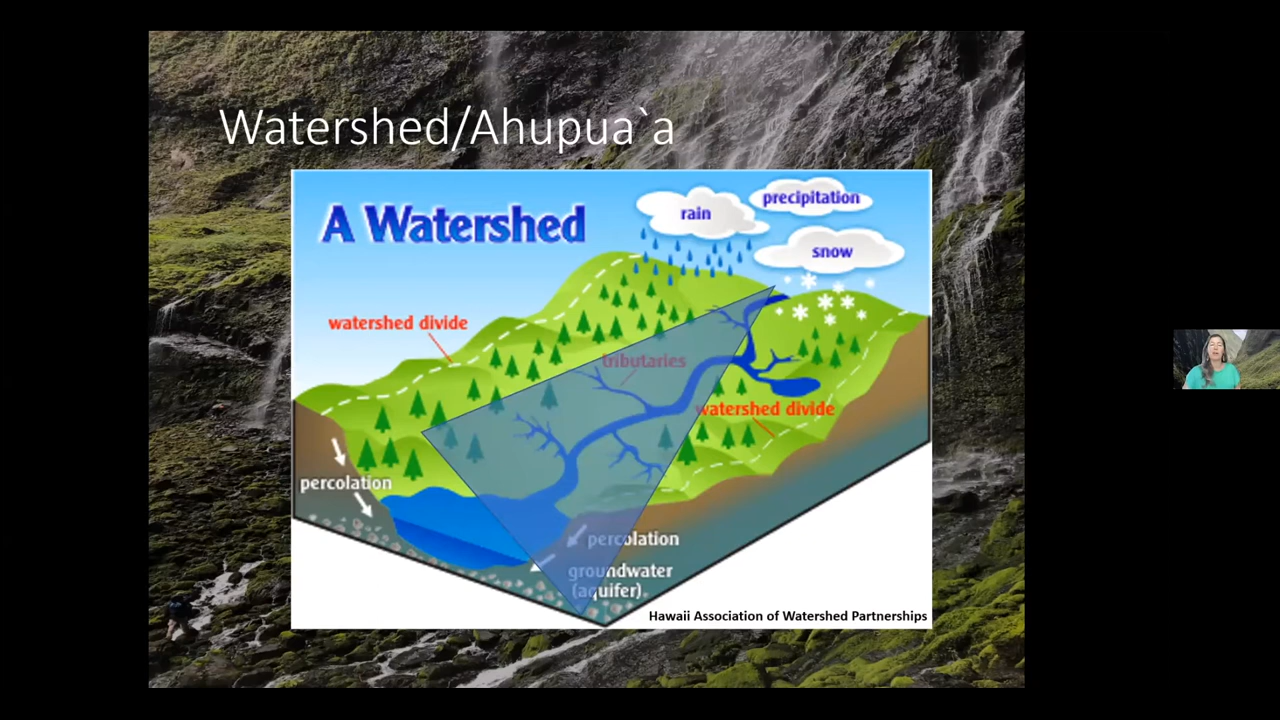 Watershed/Ahupua`a
A Watershed
rain
precipitation
snow
watershed divide
tributaries
watershed divide
percolation
percolation
groundwater
(aquifer)
Hawaii Association of Watershed Partnerships